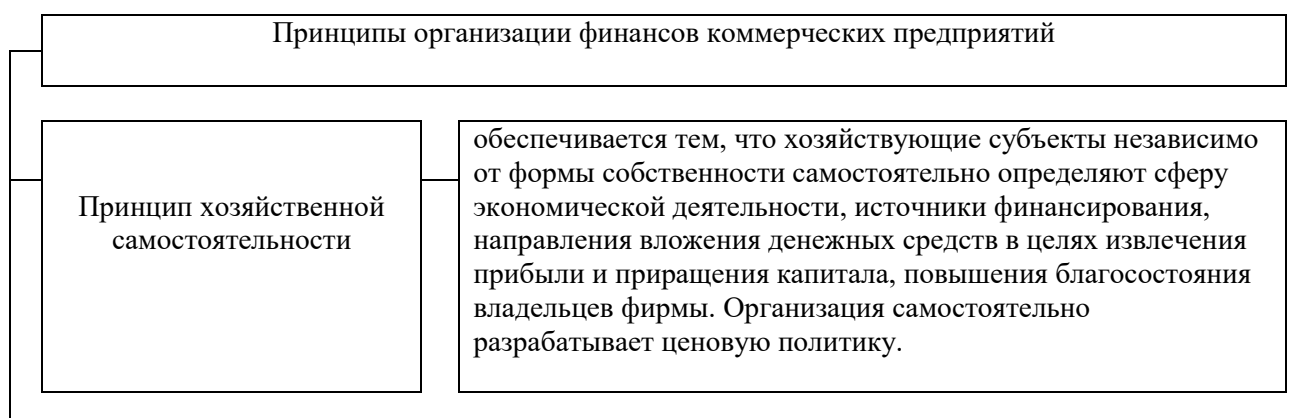 Принципы организации финансов коммерческих предприятий
Принцип хозяйственной
самостоятельности
обеспечивается тем, что хозяйствующие субъекты независимо
от формы собственности самостоятельно определяют сферу
экономической деятельности, источники финансирования,
направления вложения денежных средств в целях извлечения
прибыли и приращения капитала, повышения благосостояния
владельцев фирмы. Организация самостоятельно
разрабатывает ценовую политику.